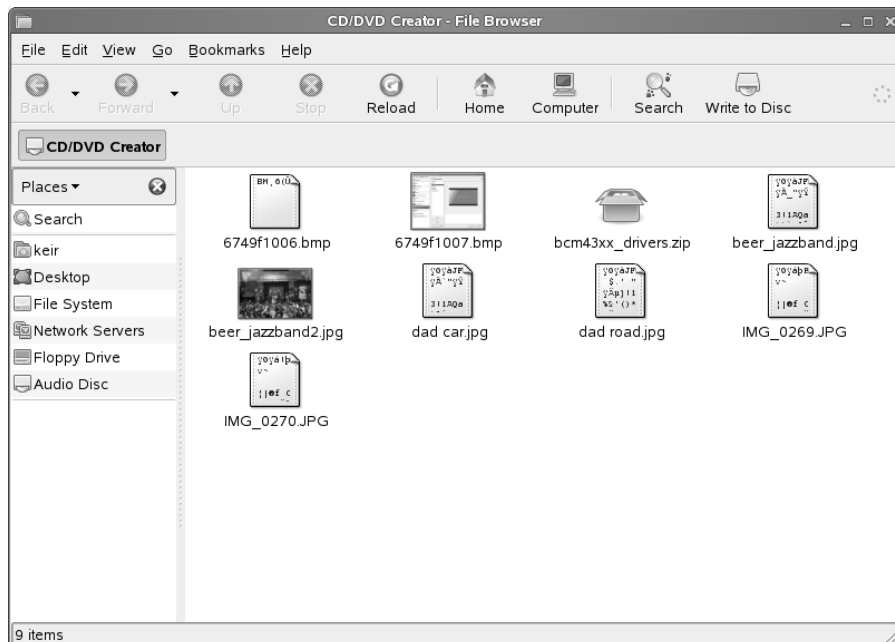 CD/DVD Creator - File Browser
File Edit View Go Bookmarks Help
Back Forward Up Stop Reload Home Computer Search Write to Disc
CD/DVD Creator
Places
Search
keir
Desktop
File System
Network Servers
Floppy Drive
Audio Disc
6749f1006.bmp 6749f1007.bmp bcm43xx_drivers.zip beer_jazzband.jpg
beer_jazzband2.jpg dad car.jpg dad road.jpg IMG_0269.JPG
IMG_0270.JPG
9 items